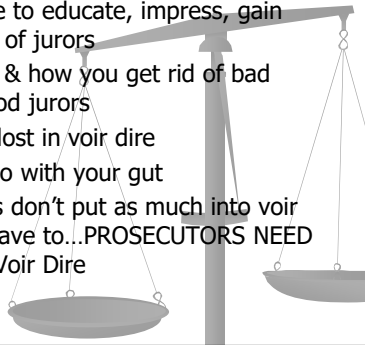 e to educate, impress, gain
of jurors
& how you get rid of bad
od jurors
lost in voir dire
o with your gut
s don’t put as much into voir
ave to…PROSECUTORS NEED
Voir Dire